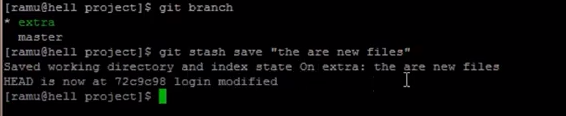 [ramu@hell project]$ git branch
* extra
  master
[ramu@hell project]$ git stash save "the are new files"
Saved working directory and index state On extra: the are new files
HEAD is now at 72c9c98 login modified
[ramu@hell project]$